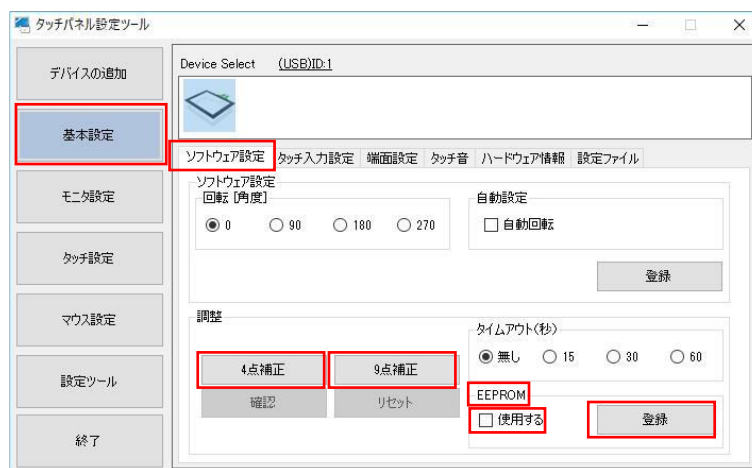 タッチパネル設定ツール
デバイスの追加
基本設定
モニタ設定
タッチ設定
マウス設定
設定ツール
終了
Device Select (USB)ID:1
ソフトウェア設定 タッチ入力設定 端面設定 タッチ音 ハードウェア情報 設定ファイル
ソフトウェア設定
回転 [角度]
0 90 180 270
自動設定
自動回転
登録
調整
4点補正 9点補正
確認 リセット
タイムアウト(秒)
無し 15 30 60
EEPROM
使用する
登録